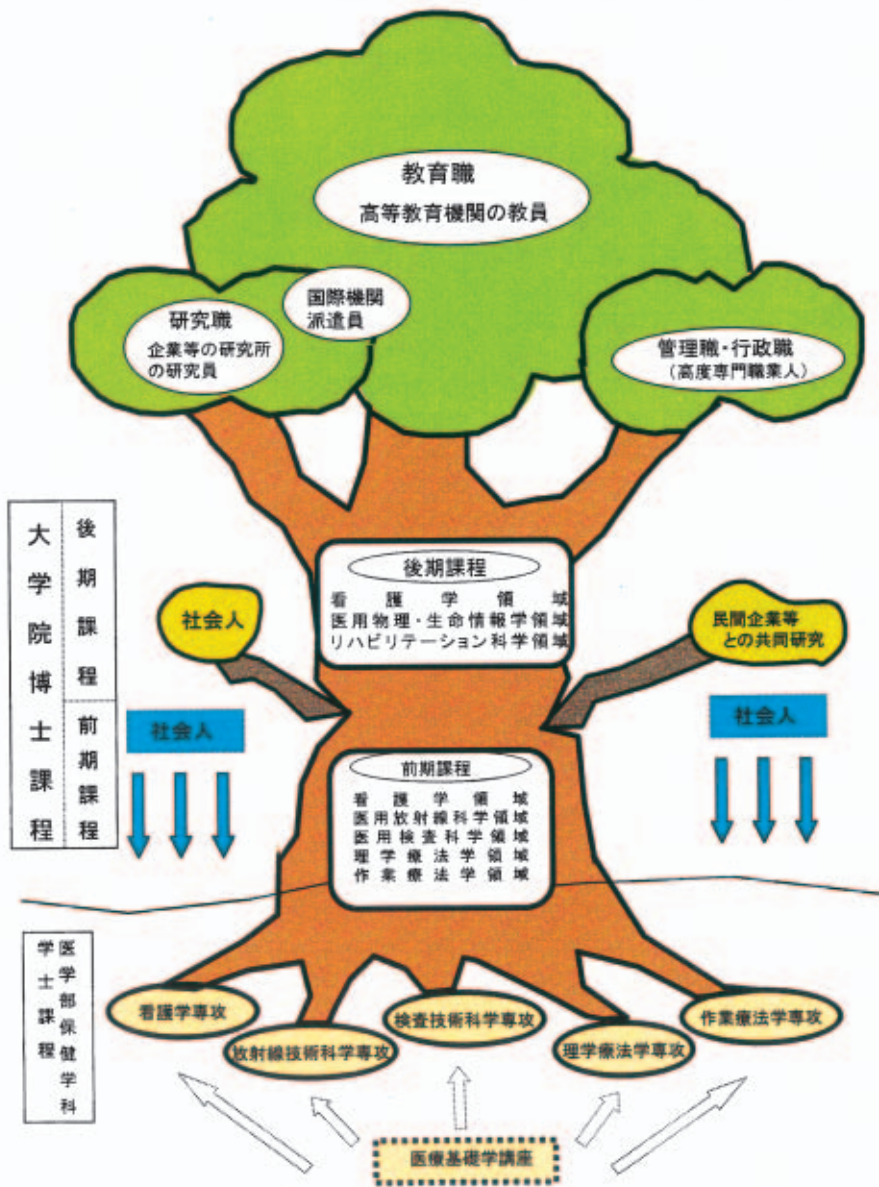 教育職
高等教育機関の教員
国際機関
派遣員
研究職
企業等の研究所
の研究員
管理職・行政職
(高度専門職業人)
大学院博士課程
後期課程
前期課程
後期課程
看護学領域
医用物理・生命情報学領域
リハビリテーション科学領域
社会人
民間企業等
との共同研究
社会人
社会人
前期課程
看護学領域
医用放射線科学領域
医用検査科学領域
理学療法学領域
作業療法学領域
医学部保健学科
学士課程
看護学専攻
放射線技術科学専攻
検査技術科学専攻
理学療法学専攻
作業療法学専攻
医療基礎学講座